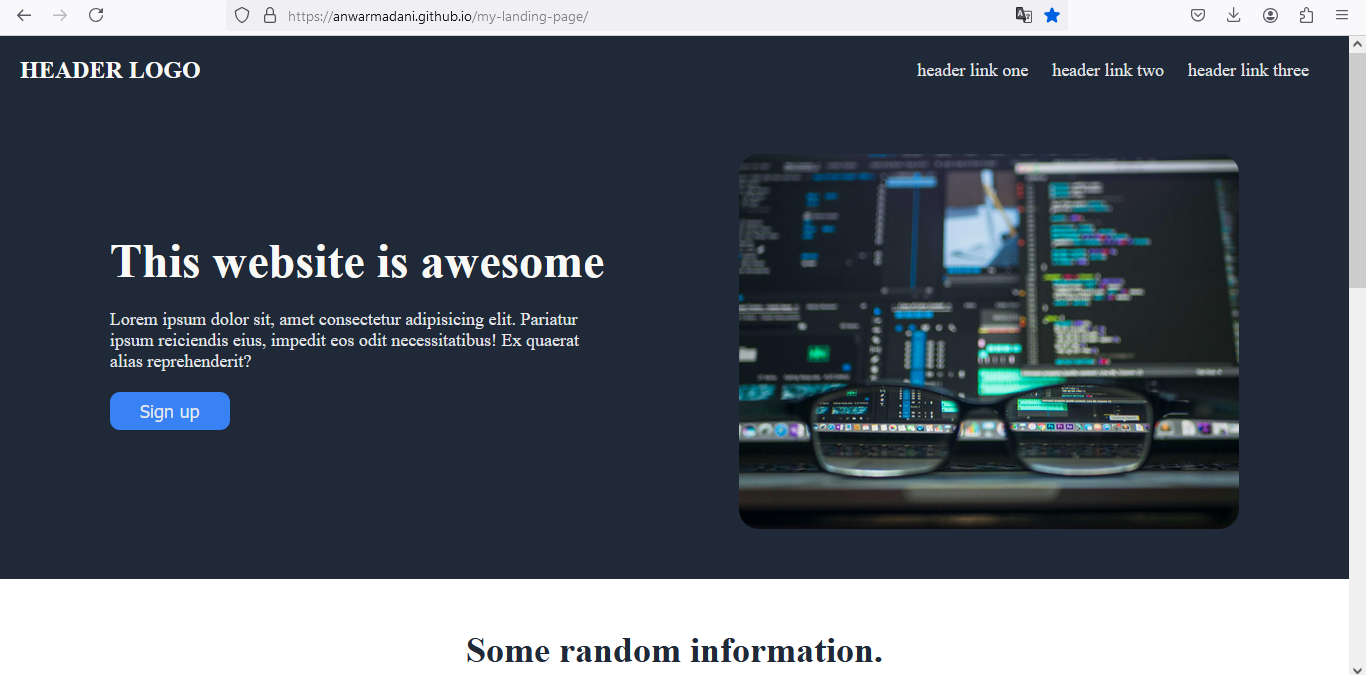 https://anwarmadani.github.io/my-landing-page/
HEADER LOGO
header link one
header link two
header link three
This website is awesome
Lorem ipsum dolor sit, amet consectetur adipisicing elit. Pariatur
ipsum reiciendis eius, impedit eos odit necessitatibus! Ex quaerat
alias reprehenderit?
Sign up
Some random information.